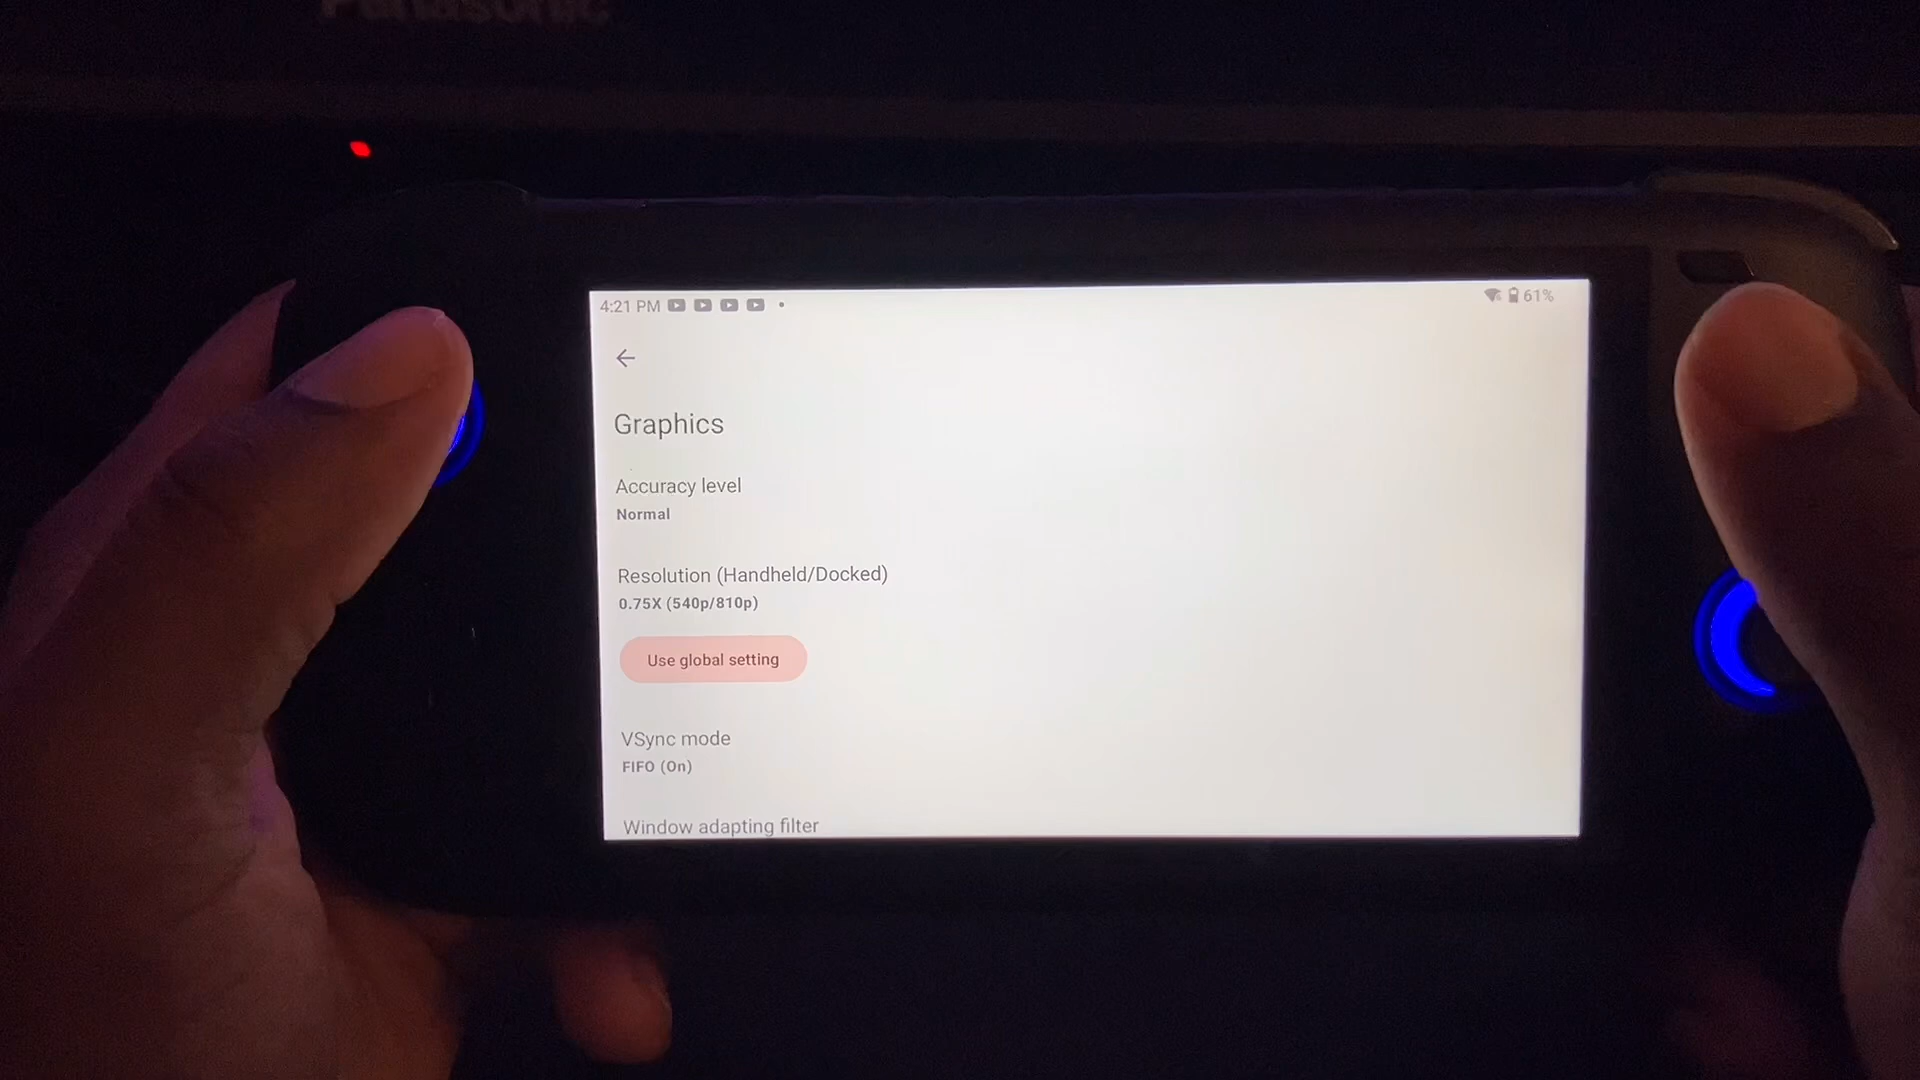 Panasonic
4:21 PM
61%
Graphics
Accuracy level
Normal
Resolution (Handheld/Docked)
0.75X (540p/810p)
Use global setting
VSync mode
FIFO (On)
Window adapting filter